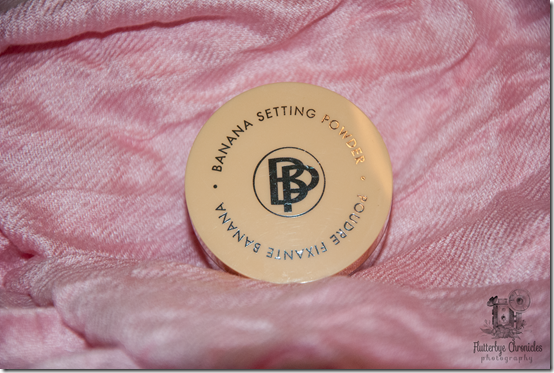 • BANANA SETTING POWDER •
POUDRE FIXANTE BANANA
BP
Flutterbye Chronicles
photography